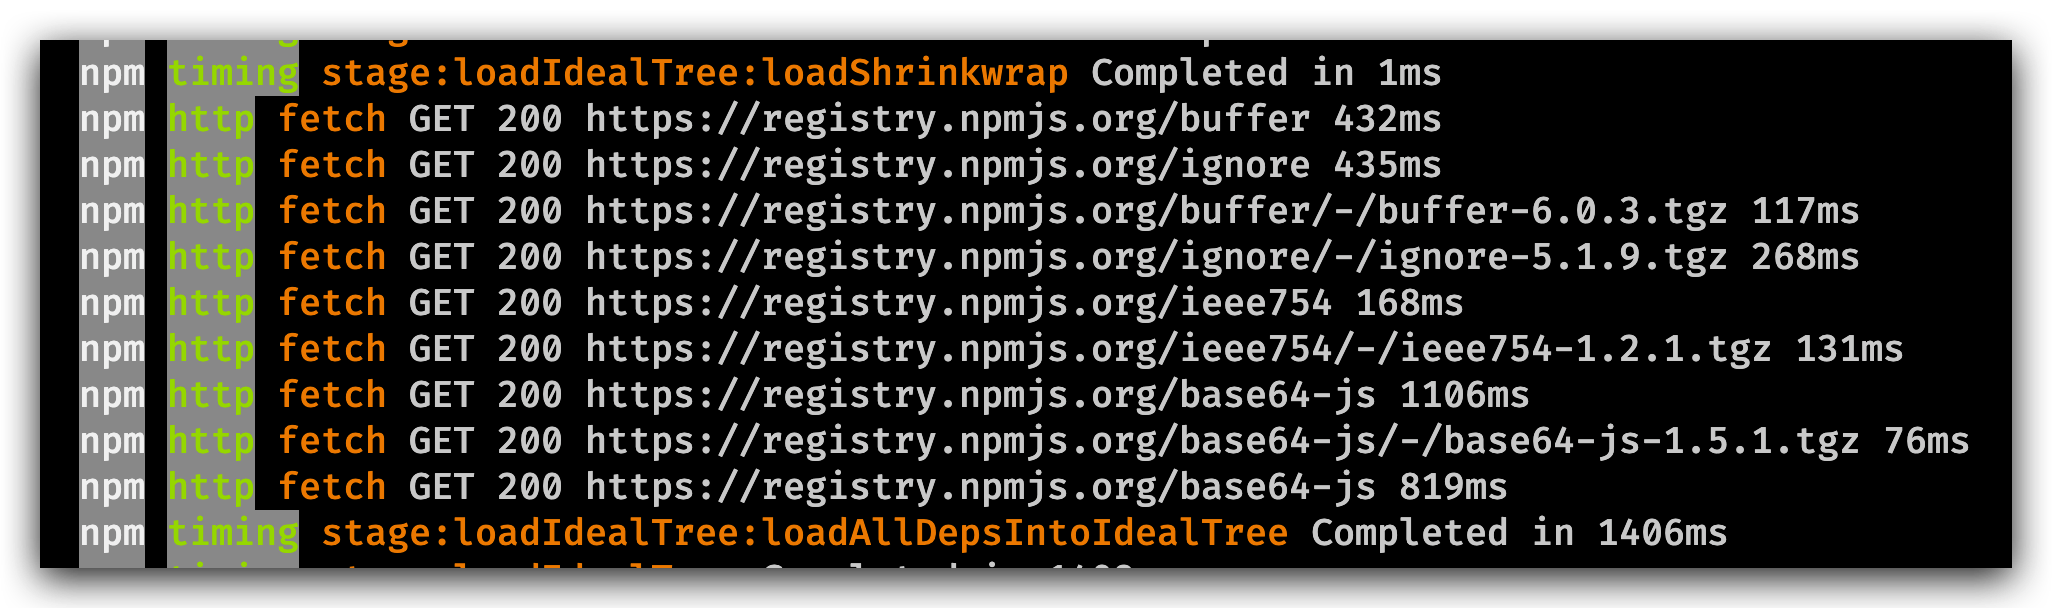 npm timing stage:loadIdealTree:loadShrinkwrap Completed in 1ms
npm http fetch GET 200 https://registry.npmjs.org/buffer 432ms
npm http fetch GET 200 https://registry.npmjs.org/ignore 435ms
npm http fetch GET 200 https://registry.npmjs.org/buffer/-/buffer-6.0.3.tgz 117ms
npm http fetch GET 200 https://registry.npmjs.org/ignore/-/ignore-5.1.9.tgz 268ms
npm http fetch GET 200 https://registry.npmjs.org/ieee754 168ms
npm http fetch GET 200 https://registry.npmjs.org/ieee754/-/ieee754-1.2.1.tgz 131ms
npm http fetch GET 200 https://registry.npmjs.org/base64-js 1106ms
npm http fetch GET 200 https://registry.npmjs.org/base64-js/-/base64-js-1.5.1.tgz 76ms
npm http fetch GET 200 https://registry.npmjs.org/base64-js 819ms
npm timing stage:loadIdealTree:loadAllDepsIntoIdealTree Completed in 1406ms